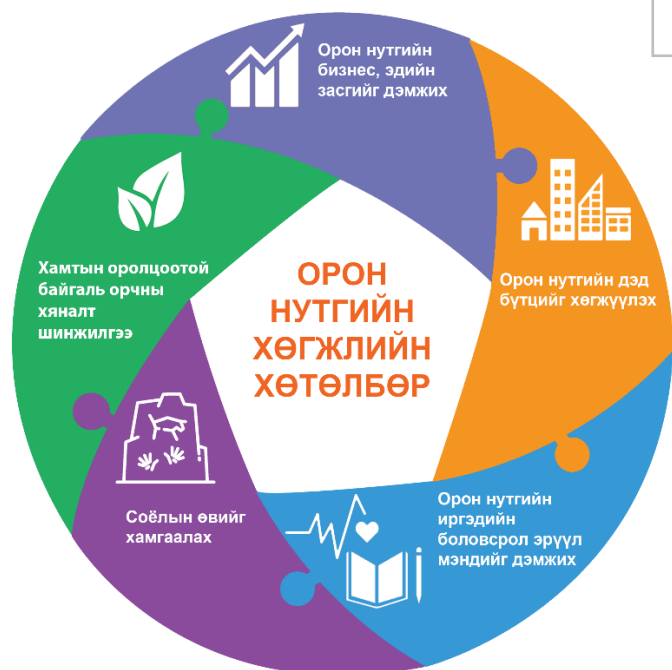 Орон нутгийн
бизнес, эдийн
засгийг дэмжих
Орон нутгийн дэд
бүтцийг хөгжүүлэх
Орон нутгийн
иргэдийн
боловсрол эрүүл
мэндийг дэмжих
Соёлын өвийг
хамгаалах
Хамтын оролцоотой
байгаль орчны
хяналт
шинжилгээ
ОРОН
НУТГИЙН
ХӨГЖЛИЙН
ХӨТӨЛБӨР